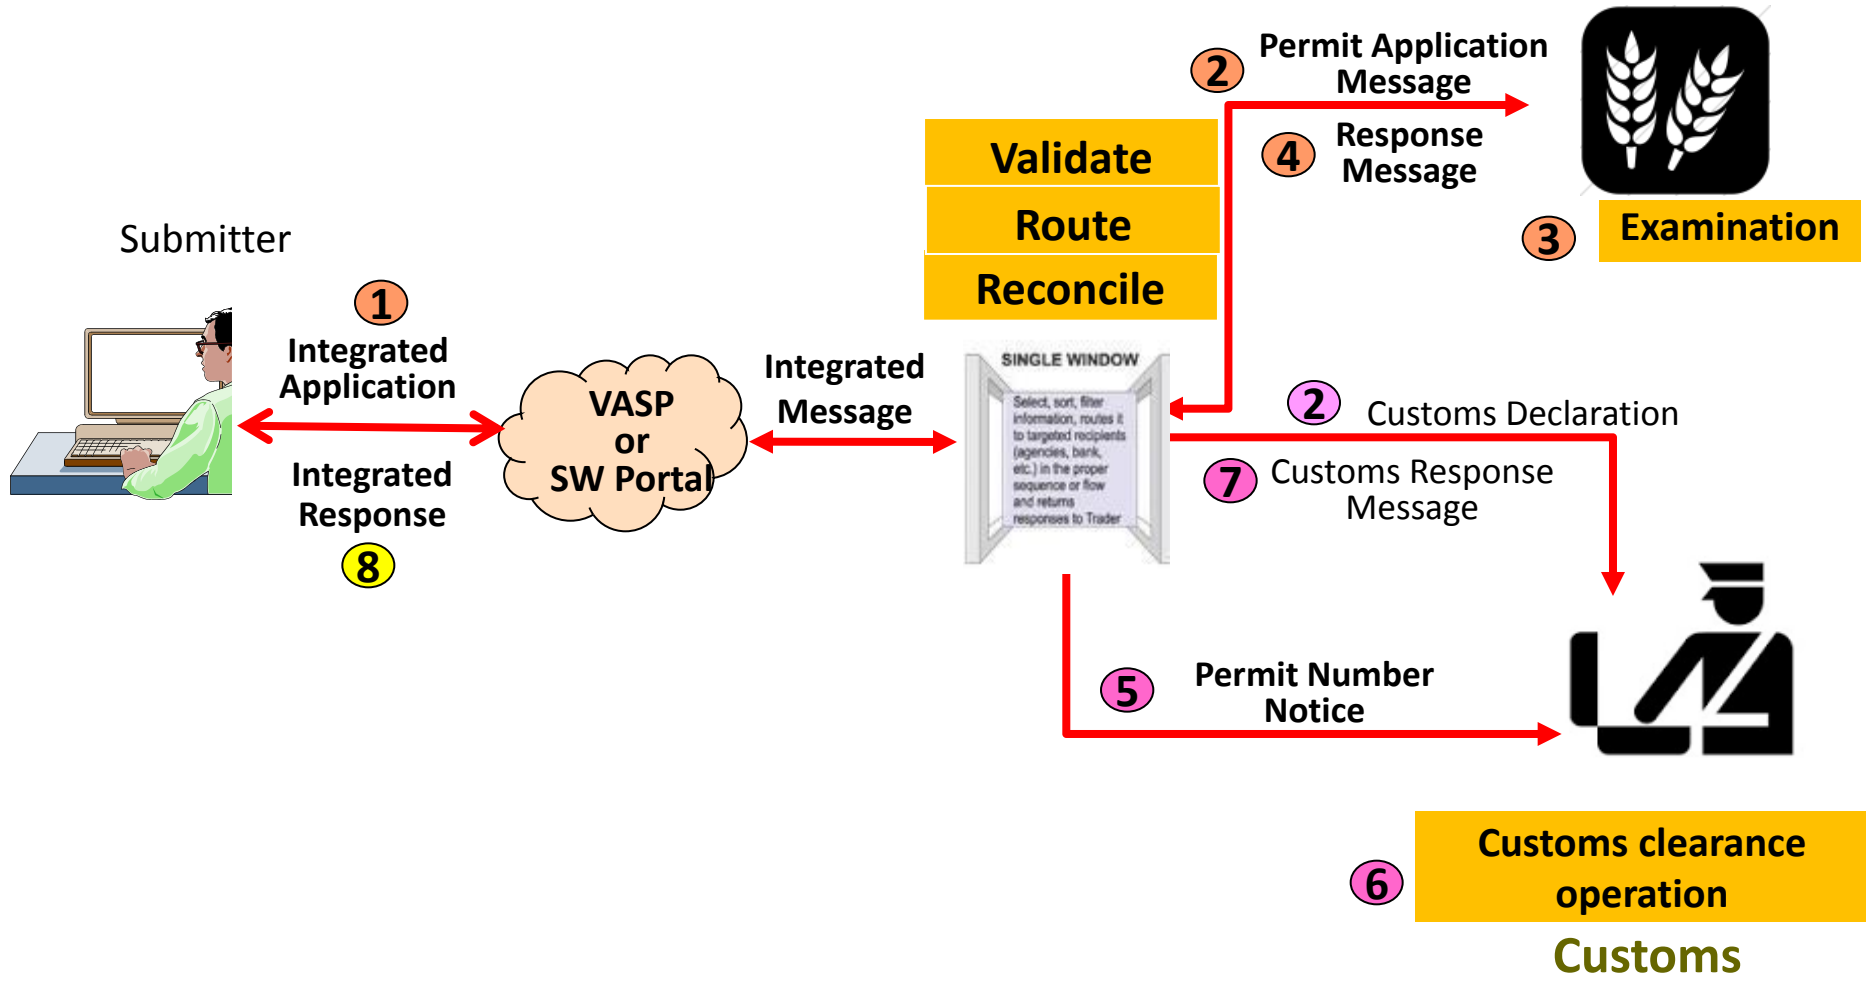 Submitter
1
Integrated
Application
Integrated
Response
8
VASP
or
SW Portal
Integrated
Message
Validate
Route
Reconcile
SINGLE WINDOW
Select, sort, filter
information, routes it
to targeted recipients
(agencies, bank,
etc.) in the proper
sequence or flow
and returns
responses to Trader
2
Permit Application
Message
4
Response
Message
3
Examination
2
Customs Declaration
7
Customs Response
Message
5
Permit Number
Notice
6
Customs clearance
operation
Customs